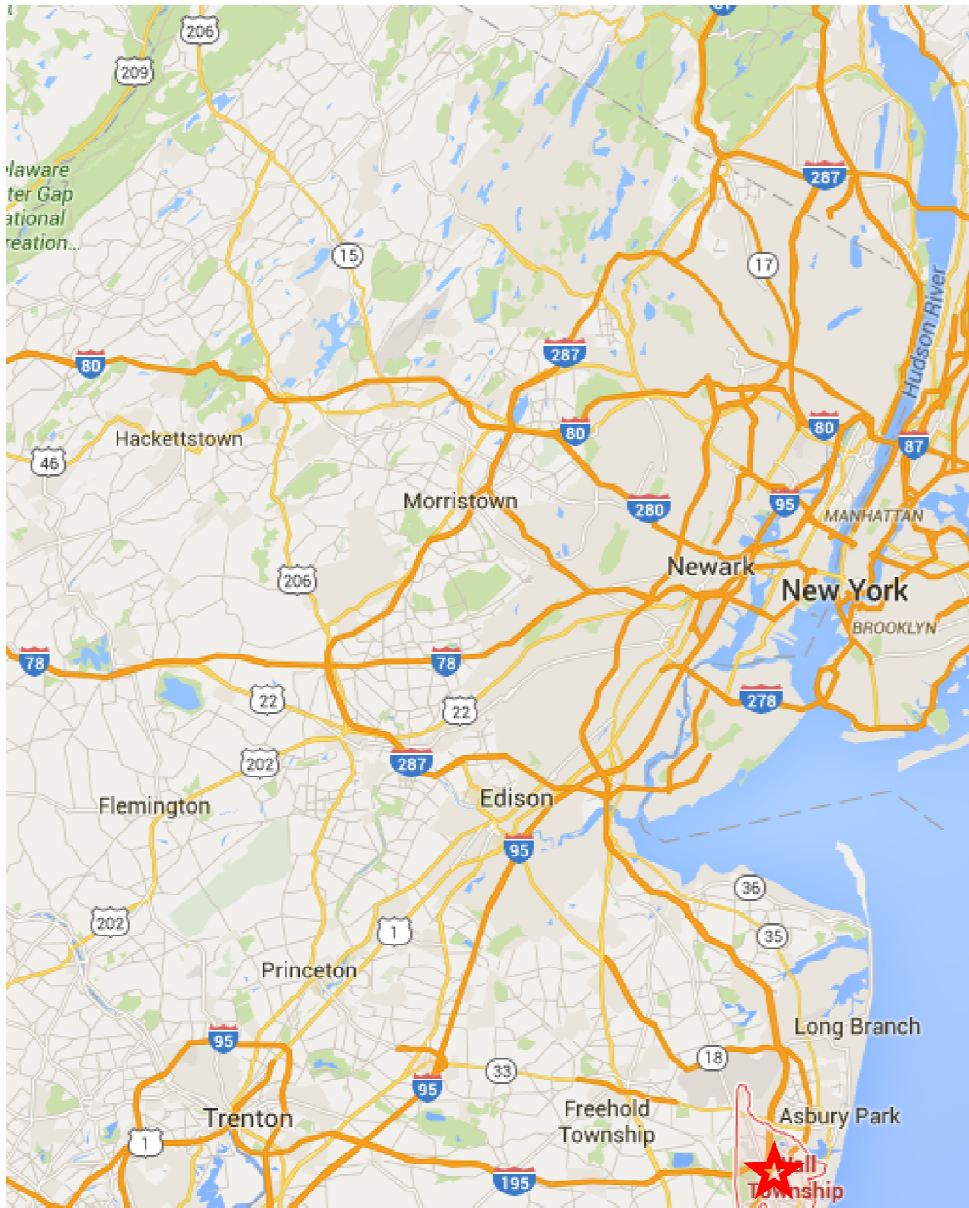 87
206
209
elaware
ter Gap
ational
reation...
287
15
17
Hudson River
287
80
80
80
87
Hackettstown
46
Morristown
280
95
MANHATTAN
Newark
New York
206
BROOKLYN
78
78
22
22
278
202
287
Flemington
Edison
95
36
202
1
35
Princeton
Long Branch
95
18
33
95
Trenton
Freehold
Township
Asbury Park
1
195
Township